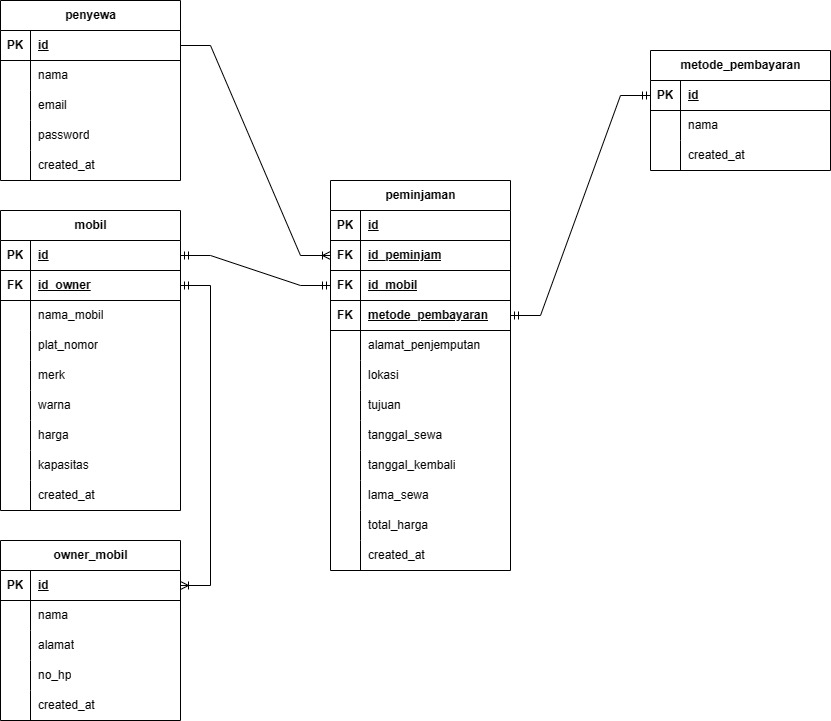 penyewa
PK id
nama
email
password
created_at
mobil
PK id
FK id_owner
nama_mobil
plat_nomor
merk
warna
harga
kapasitas
created_at
owner_mobil
PK id
nama
alamat
no_hp
created_at
peminjaman
PK id
FK id_peminjam
FK id_mobil
FK metode_pembayaran
alamat_penjemputan
lokasi
tujuan
tanggal_sewa
tanggal_kembali
lama_sewa
total_harga
created_at
metode_pembayaran
PK id
nama
created_at